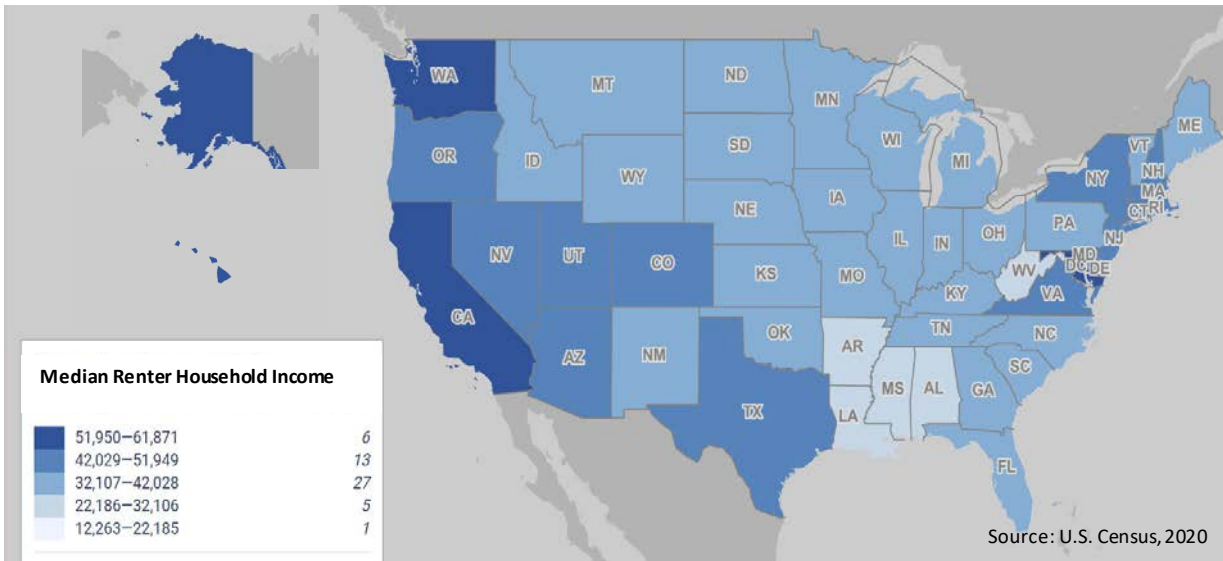 WA
MT
ND
MN
ME
OR
ID
SD
WI
VT
MI
NY
NH
WY
MA
IA
CT
RI
NE
PA
NV
UT
CO
IL
IN
OH
NJ
MD
DC
DE
KS
MO
WV
VA
CA
KY
AZ
NM
OK
TN
NC
AR
SC
MS
AL
GA
TX
LA
FL
Median Renter Household Income
51,950–61,871 6
42,029–51,949 13
32,107–42,028 27
22,186–32,106 5
12,263–22,185 1
Source: U.S. Census, 2020